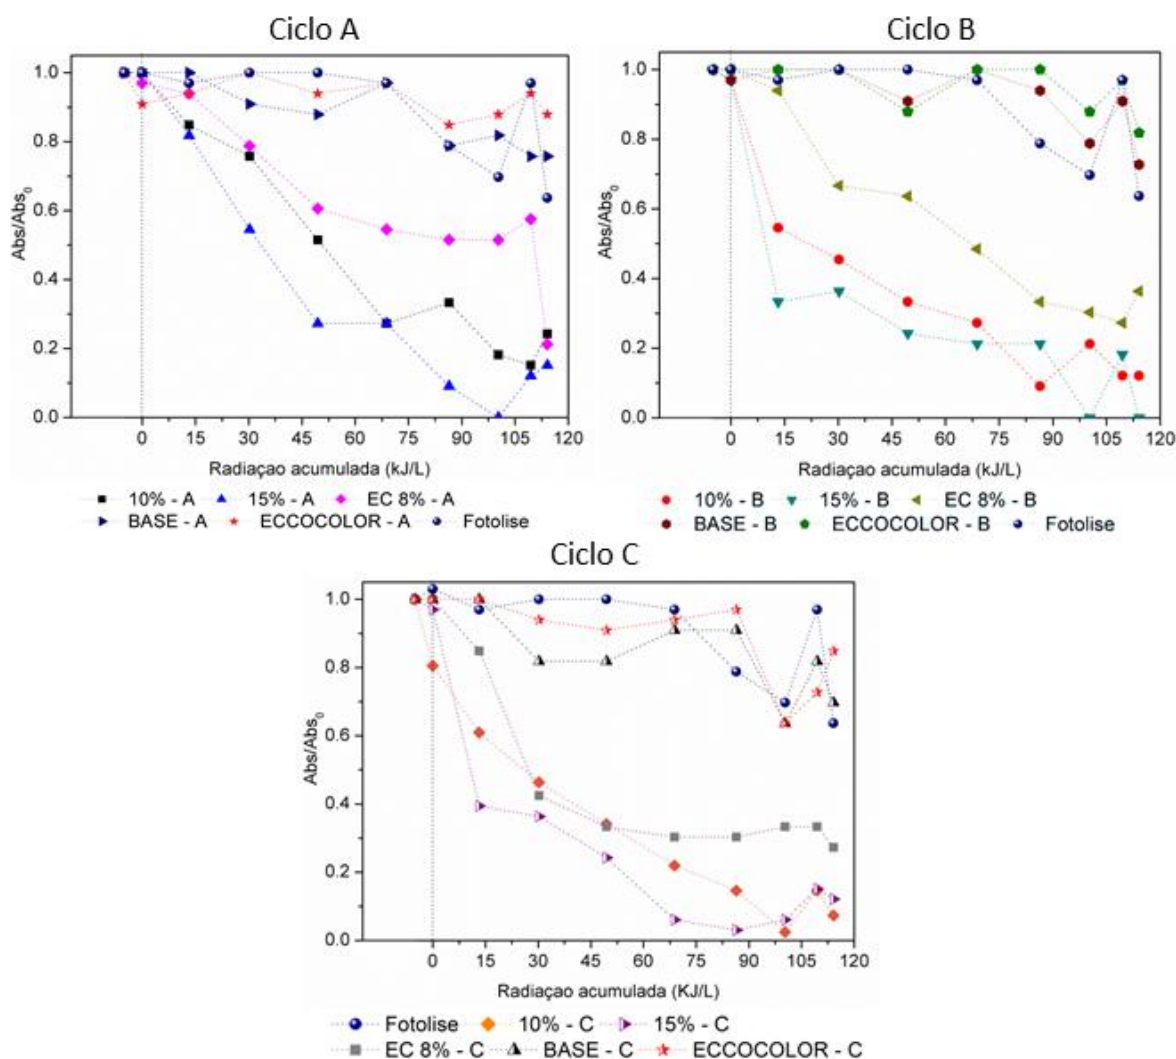 Ciclo A
Ciclo B
1.0
0.8
0.6
0.4
0.2
0.0
Abs/Abs0
0 15 30 45 60 75 90 105 120
Radiaçao acumulada (kJ/L)
10% - A 15% - A EC 8% - A
BASE - A ECCOCOLOR - A Fotolise
1.0
0.8
0.6
0.4
0.2
0.0
Abs/Abs0
0 15 30 45 60 75 90 105 120
Radiaçao acumulada (kJ/L)
10% - B 15% - B EC 8% - B
BASE - B ECCOCOLOR - B Fotolise
Ciclo C
1.0
0.8
0.6
0.4
0.2
0.0
Abs/Abs0
0 15 30 45 60 75 90 105 120
Radiaçao acumulada (KJ/L)
Fotolise 10% - C 15% - C
EC 8% - C BASE - C ECCOCOLOR - C